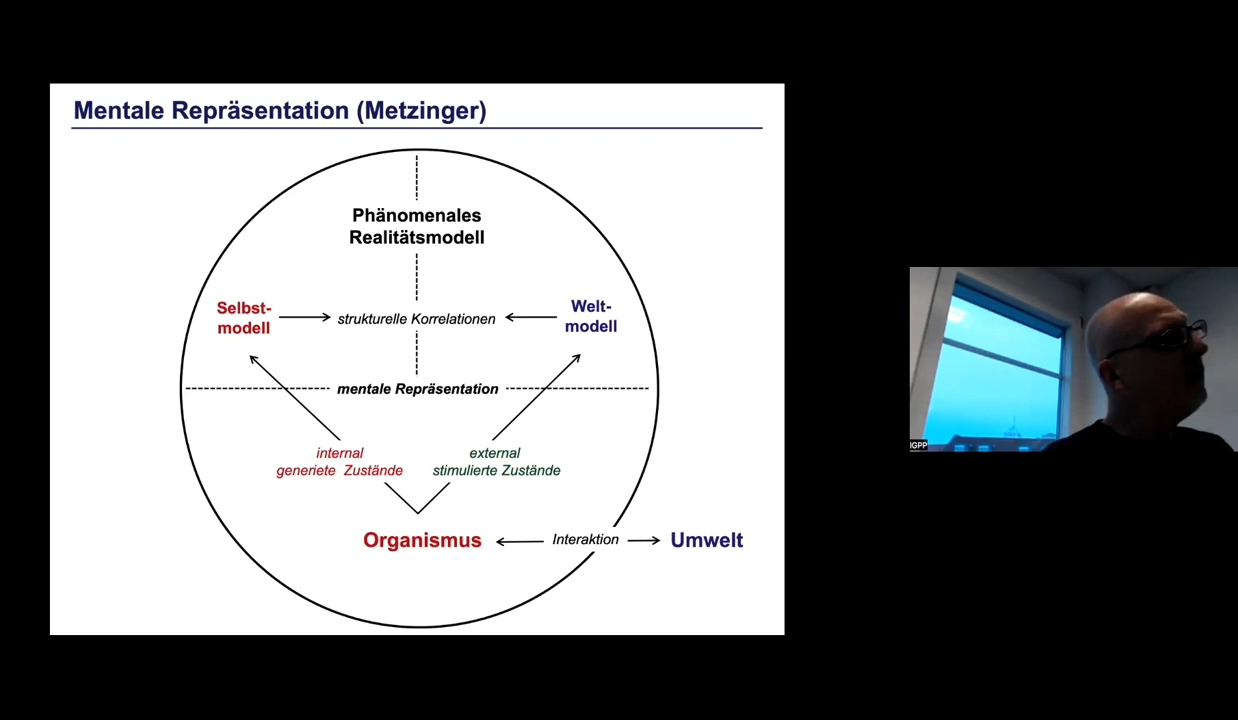 Mentale Repräsentation (Metzinger)
Phänomenales
Realitätsmodell
Selbst-
modell
strukturelle Korrelationen
Welt-
modell
mentale Repräsentation
internal
generiete Zustände
external
stimulierte Zustände
Organismus
Interaktion
Umwelt
IGPP